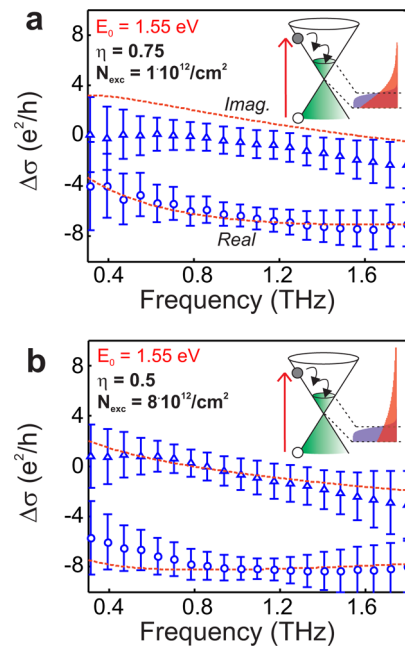 a
E₀ = 1.55 eV
η = 0.75
Nexc = 1·10¹²/cm²
Imag.
Real
Δσ (e²/h)
8
4
0
-4
-8
0.4 0.8 1.2 1.6
Frequency (THz)
b
E₀ = 1.55 eV
η = 0.5
Nexc = 8·10¹²/cm²
Δσ (e²/h)
8
4
0
-4
-8
0.4 0.8 1.2 1.6
Frequency (THz)